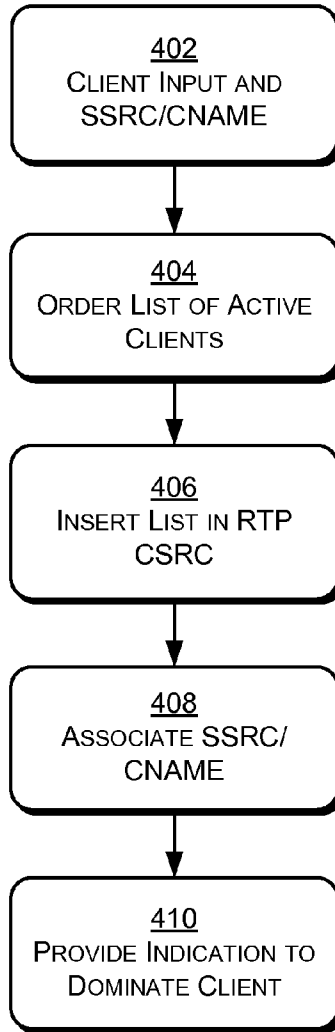 402
CLIENT INPUT AND
SSRC/CNAME
404
ORDER LIST OF ACTIVE
CLIENTS
406
INSERT LIST IN RTP
CSRC
408
ASSOCIATE SSRC/
CNAME
410
PROVIDE INDICATION TO
DOMINATE CLIENT